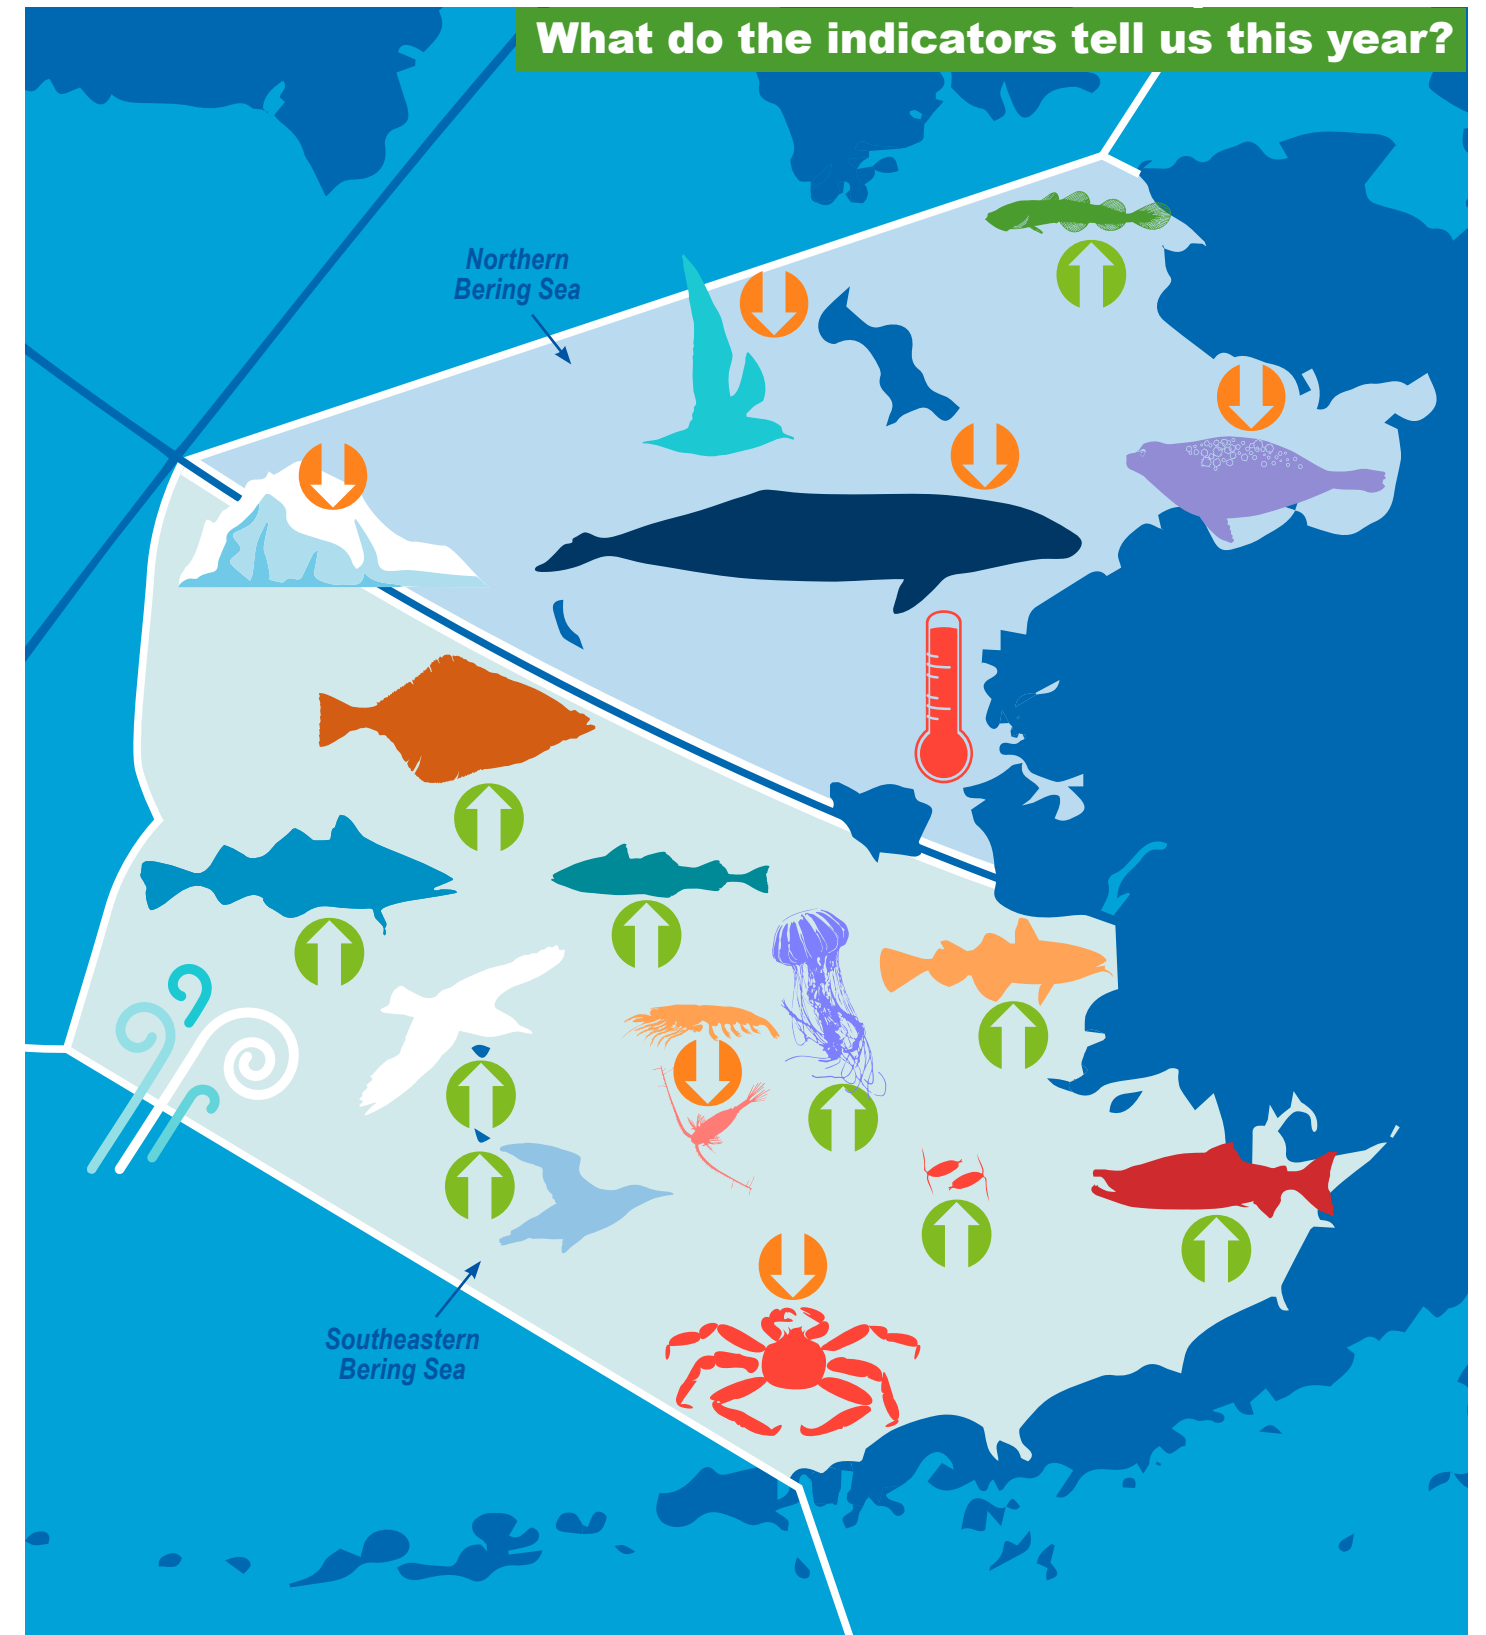 What do the indicators tell us this year?
Northern
Bering Sea
Southeastern
Bering Sea